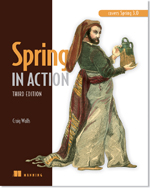 COVERS Spring 3.0
Spring
IN ACTION
THIRD EDITION
Craig Walls
MANNING